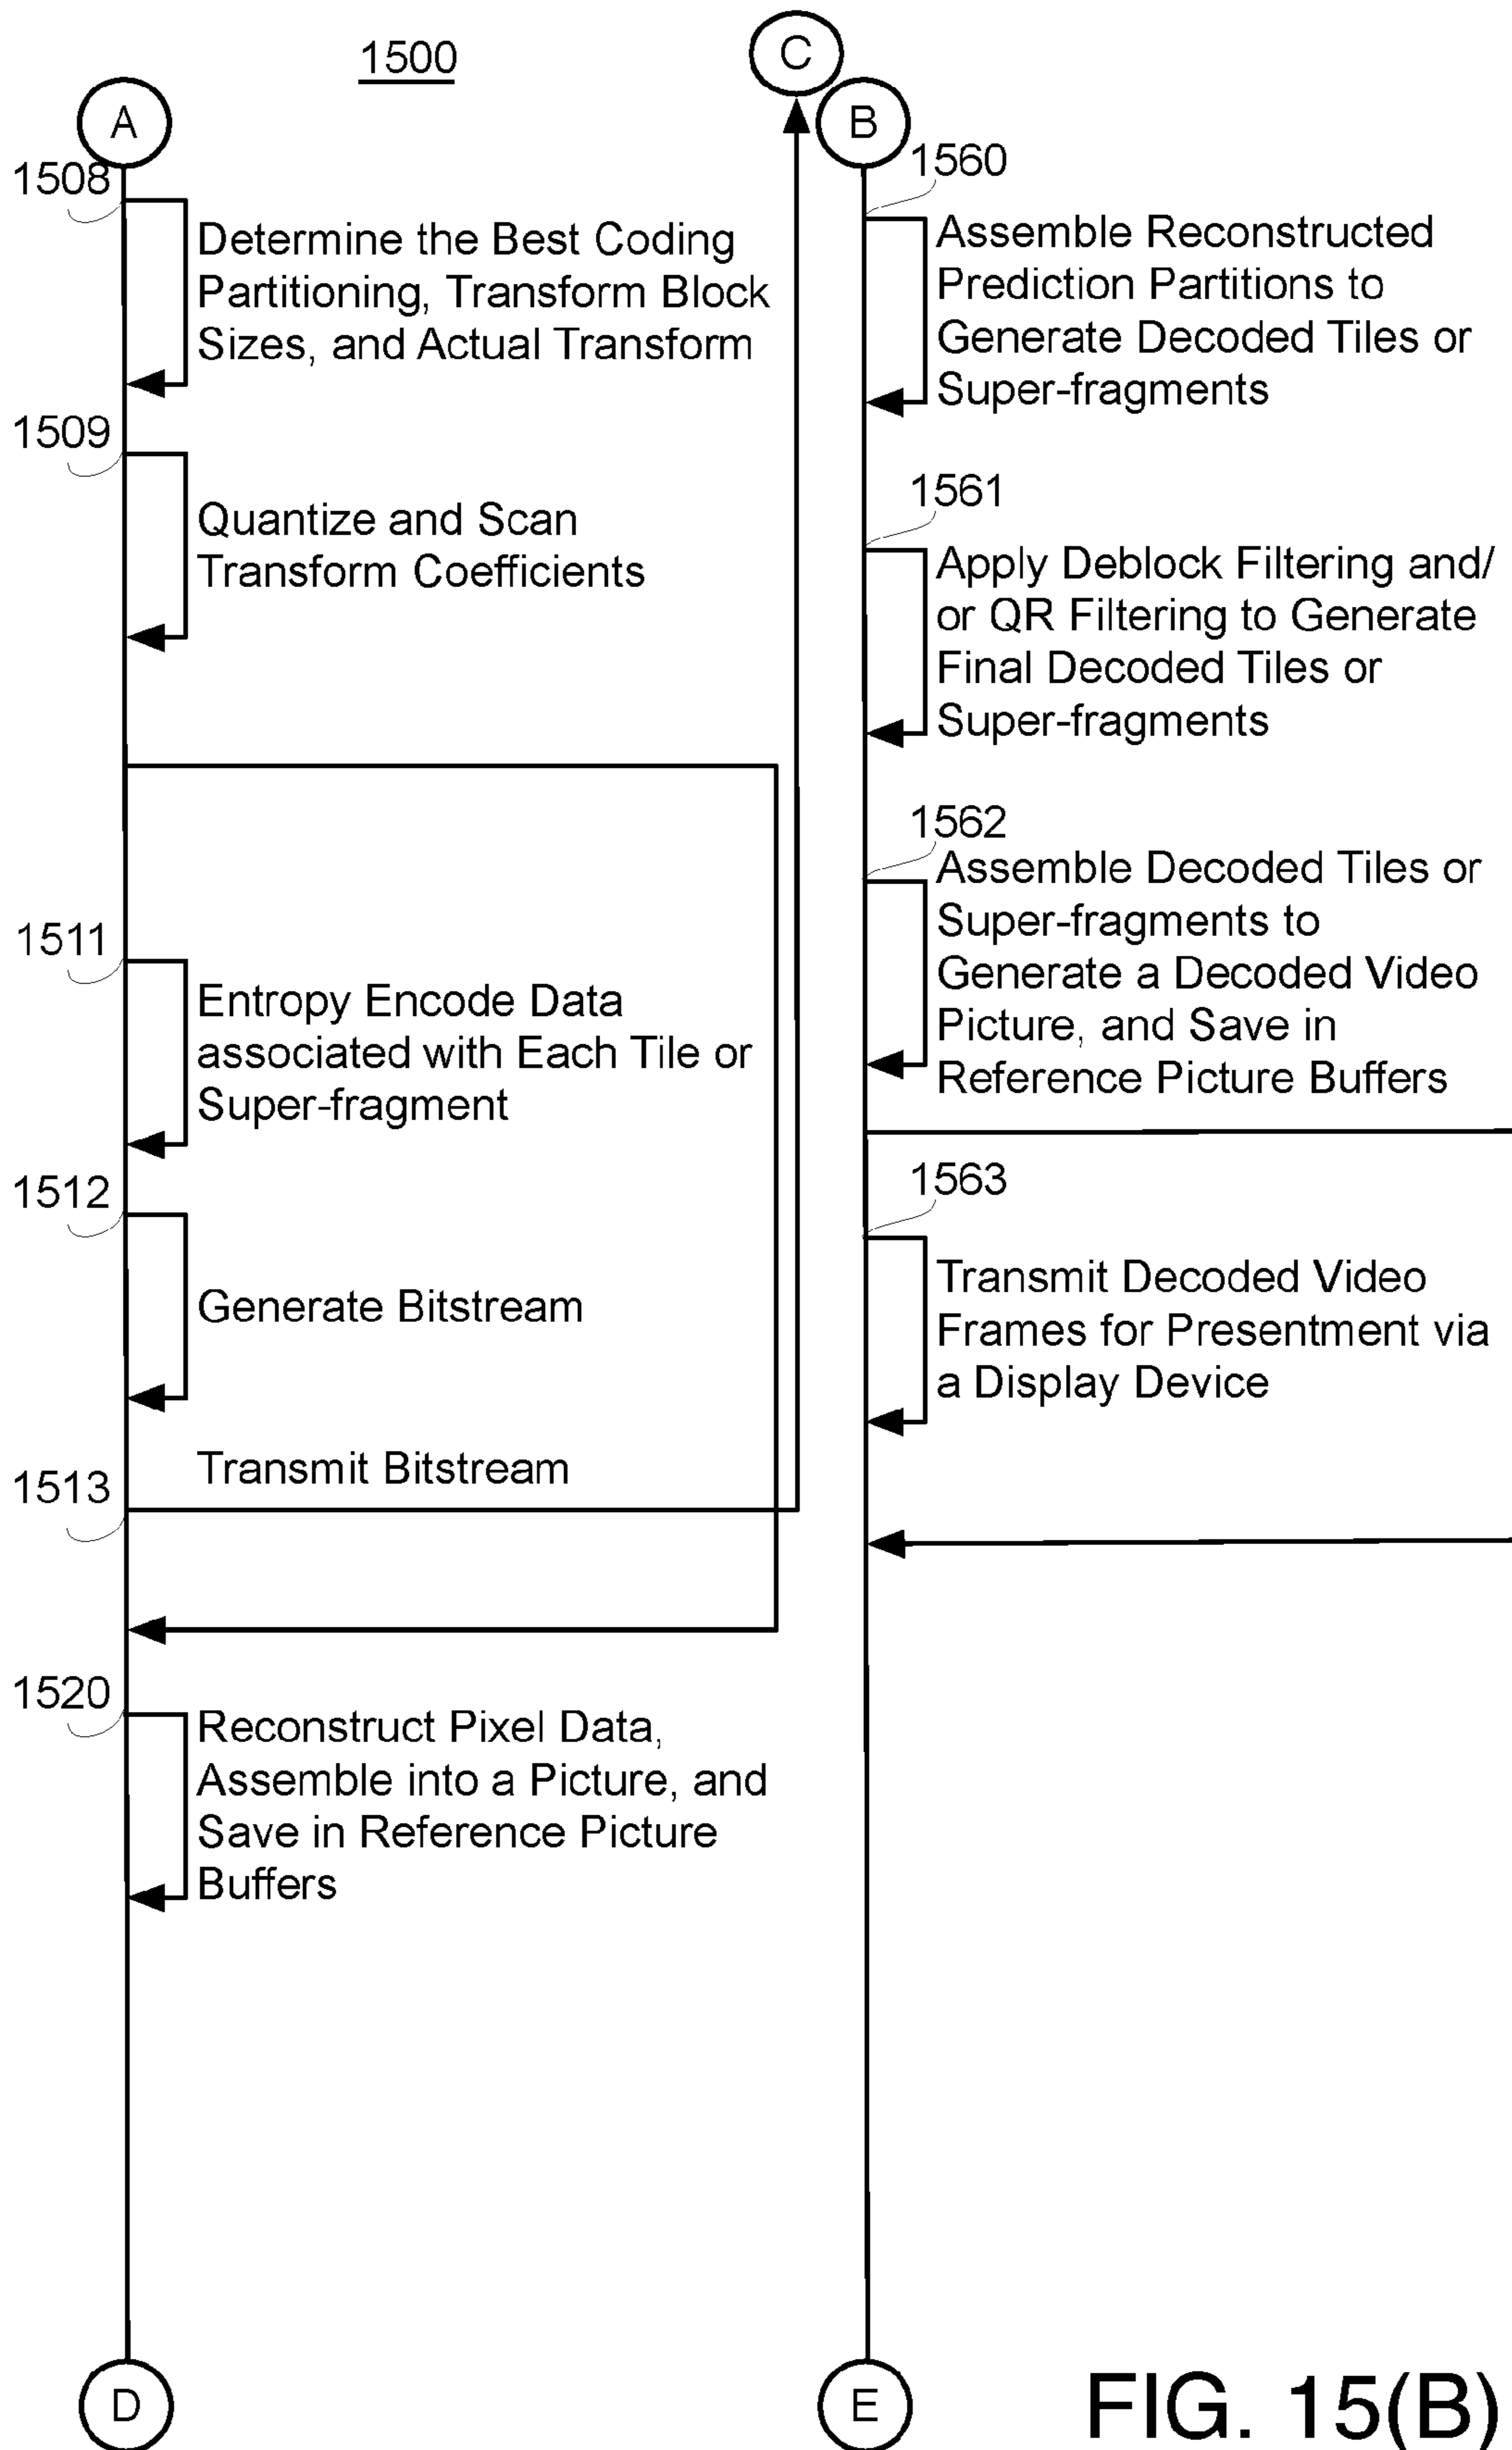 1500
C
A
B
1508
Determine the Best Coding
Partitioning, Transform Block
Sizes, and Actual Transform
1509
Quantize and Scan
Transform Coefficients
1511
Entropy Encode Data
associated with Each Tile or
Super-fragment
1512
Generate Bitstream
Transmit Bitstream
1513
1520
Reconstruct Pixel Data,
Assemble into a Picture, and
Save in Reference Picture
Buffers
D
1560
Assemble Reconstructed
Prediction Partitions to
Generate Decoded Tiles or
Super-fragments
1561
Apply Deblock Filtering and/
or QR Filtering to Generate
Final Decoded Tiles or
Super-fragments
1562
Assemble Decoded Tiles or
Super-fragments to
Generate a Decoded Video
Picture, and Save in
Reference Picture Buffers
1563
Transmit Decoded Video
Frames for Presentment via
a Display Device
E
FIG. 15(B)